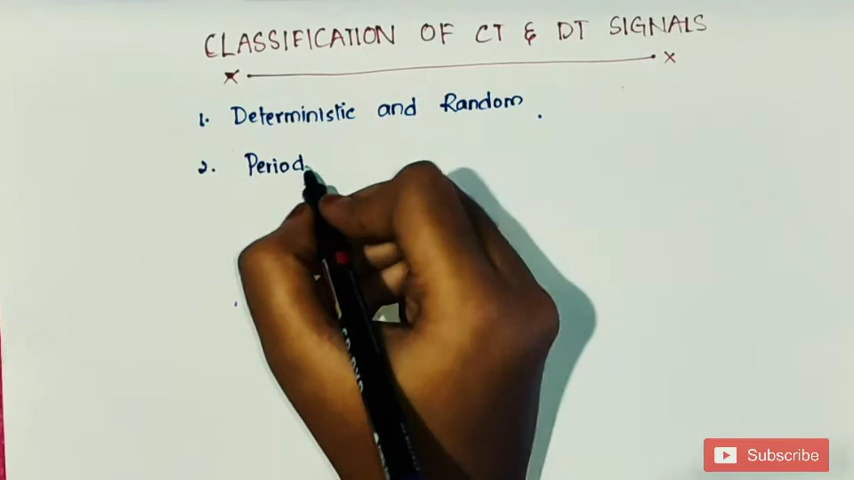 CLASSIFICATION OF CT & DT SIGNALS
1. Deterministic and Random.
2. Period
Subscribe